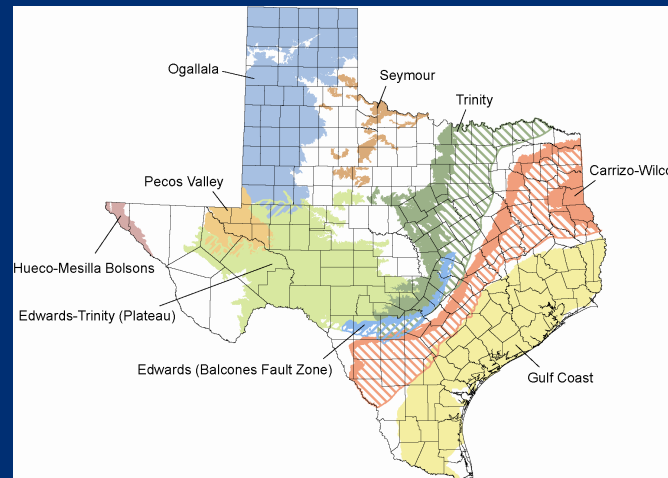 Ogallala
Seymour
Trinity
Carrizo-Wilco
Pecos Valley
Hueco-Mesilla Bolsons
Edwards-Trinity (Plateau)
Edwards (Balcones Fault Zone)
Gulf Coast